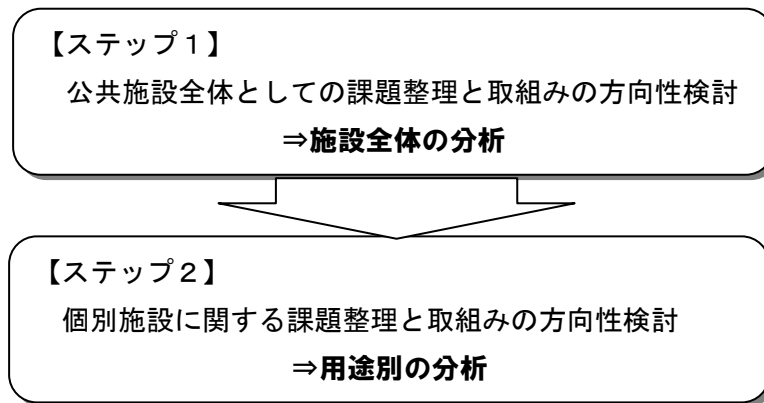 【ステップ１】
公共施設全体としての課題整理と取組みの方向性検討
⇒施設全体の分析
【ステップ２】
個別施設に関する課題整理と取組みの方向性検討
⇒用途別の分析